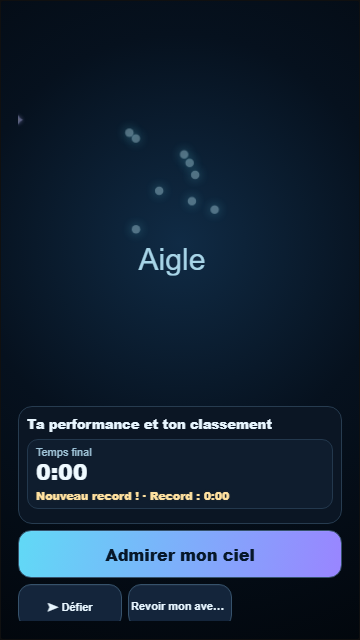 Aigle
Ta performance et ton classement
Temps final
0:00
Nouveau record ! · Record : 0:00
Admirer mon ciel
➤ Défier
Revoir mon ave…